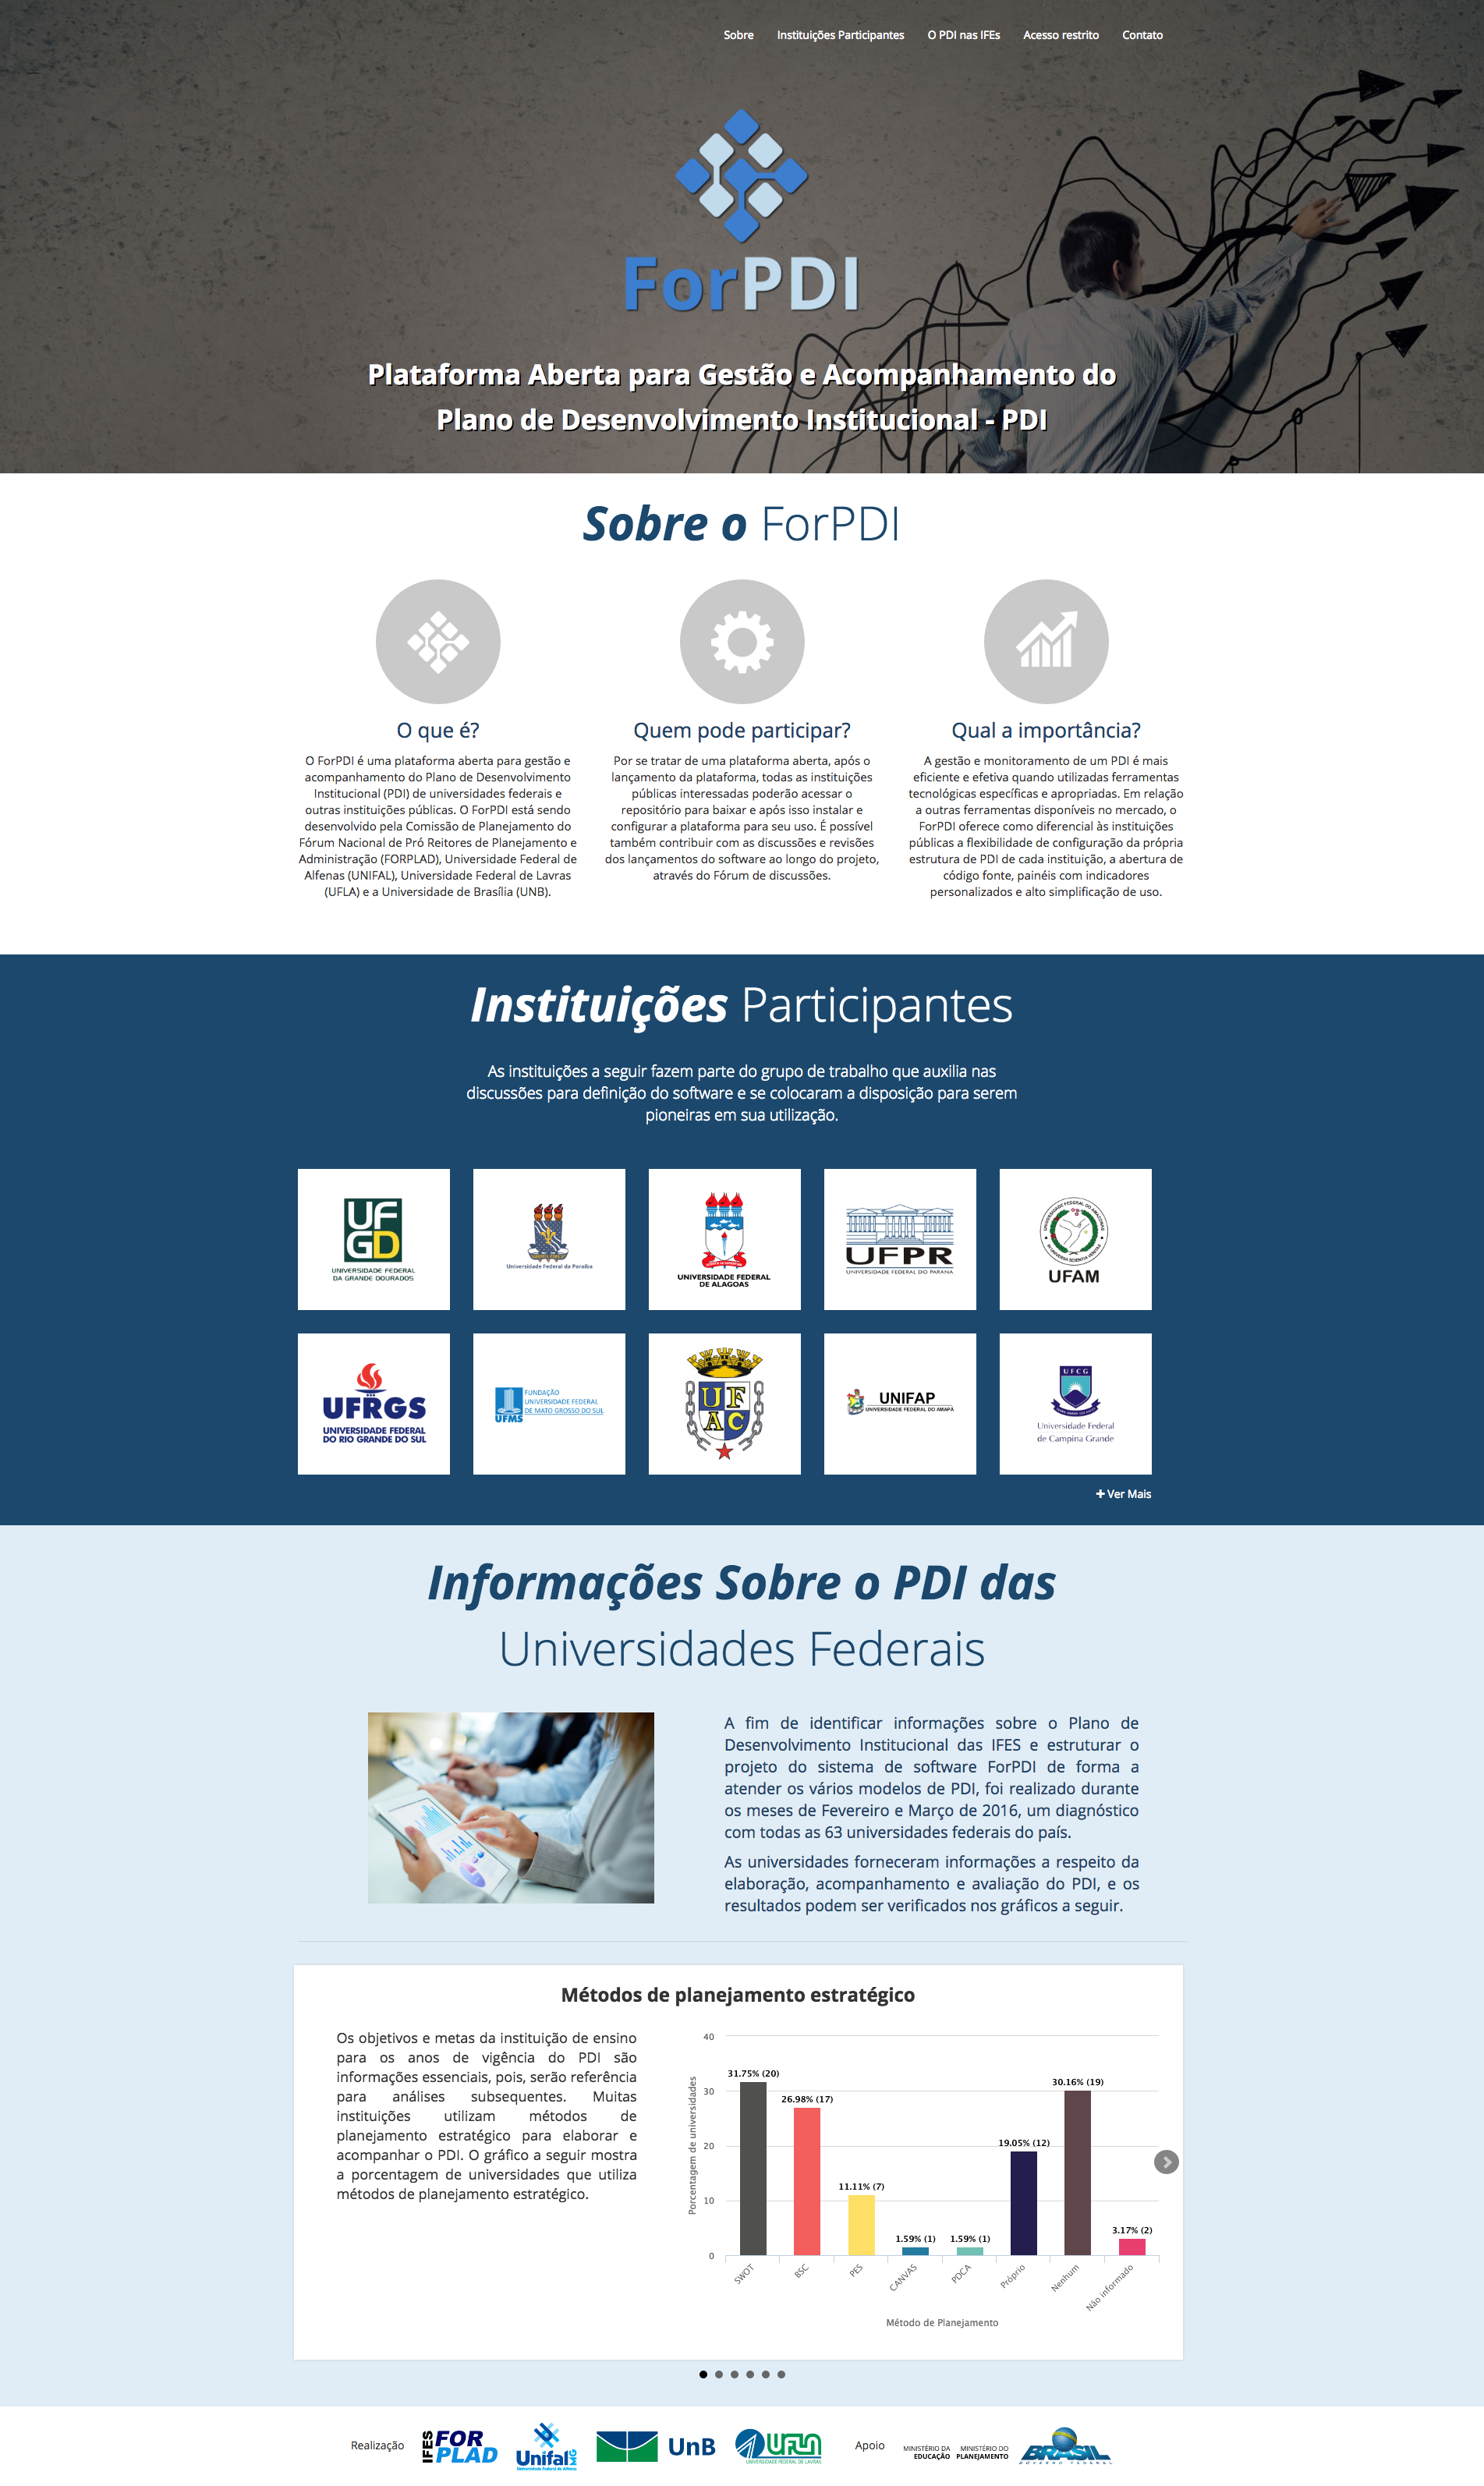 Sobre Instituições Participantes O PDI nas IFEs Acesso restrito Contato
ForPDI
Plataforma Aberta para Gestão e Acompanhamento do
Plano de Desenvolvimento Institucional - PDI
Sobre o ForPDI
O que é?
O ForPDI é uma plataforma aberta para gestão e
acompanhamento do Plano de Desenvolvimento
Institucional (PDI) de universidades federais e
outras instituições públicas. O ForPDI está sendo
desenvolvido pela Comissão de Planejamento do
Fórum Nacional de Pró Reitores de Planejamento e
Administração (FORPLAD), Universidade Federal de
Alfenas (UNIFAL), Universidade Federal de Lavras
(UFLA) e a Universidade de Brasília (UNB).
Quem pode participar?
Por se tratar de uma plataforma aberta, após o
lançamento da plataforma, todas as instituições
públicas interessadas poderão acessar o
repositório para baixar e após isso instalar e
configurar a plataforma para seu uso. É possível
também contribuir com as discussões e revisões
dos lançamentos do software ao longo do projeto,
através do Fórum de discussões.
Qual a importância?
A gestão e monitoramento de um PDI é mais
eficiente e efetiva quando utilizadas ferramentas
tecnológicas específicas e apropriadas. Em relação
a outras ferramentas disponíveis no mercado, o
ForPDI oferece como diferencial às instituições
públicas a flexibilidade de configuração da própria
estrutura de PDI de cada instituição, a abertura de
código fonte, painéis com indicadores
personalizados e alto simplificação de uso.
Instituições Participantes
As instituições a seguir fazem parte do grupo de trabalho que auxilia nas
discussões para definição do software e se colocaram a disposição para serem
pioneiras em sua utilização.
UF
GD
UNIVERSIDADE FEDERAL
DA GRANDE DOURADOS
Universidade Federal da Paraíba
UNIVERSIDADE FEDERAL
DE ALAGOAS
UFPR
UNIVERSIDADE FEDERAL DO PARANÁ
UNIVERSIDADE FEDERAL DO AMAZONAS
UFAM
UFRGS
UNIVERSIDADE FEDERAL
DO RIO GRANDE DO SUL
UFMS
FUNDAÇÃO
UNIVERSIDADE FEDERAL
DE MATO GROSSO DO SUL
UF
AC
UNIFAP
UNIVERSIDADE FEDERAL DO AMAPÁ
UFCG
Universidade Federal
de Campina Grande
Ver Mais
Informações Sobre o PDI das
Universidades Federais
A fim de identificar informações sobre o Plano de
Desenvolvimento Institucional das IFES e estruturar o
projeto do sistema de software ForPDI de forma a
atender os vários modelos de PDI, foi realizado durante
os meses de Fevereiro e Março de 2016, um diagnóstico
com todas as 63 universidades federais do país.
As universidades forneceram informações a respeito da
elaboração, acompanhamento e avaliação do PDI, e os
resultados podem ser verificados nos gráficos a seguir.
Métodos de planejamento estratégico
Os objetivos e metas da instituição de ensino
para os anos de vigência do PDI são
informações essenciais, pois, serão referência
para análises subsequentes. Muitas
instituições utilizam métodos de
planejamento estratégico para elaborar e
acompanhar o PDI. O gráfico a seguir mostra
a porcentagem de universidades que utiliza
métodos de planejamento estratégico.
Porcentagem de universidades
40
30
20
10
0
31.75% (20)
26.98% (17)
11.11% (7)
1.59% (1)
1.59% (1)
19.05% (12)
30.16% (19)
3.17% (2)
SWOT
BSC
PES
CANVAS
PDCA
Próprio
Nenhum
Não informado
Método de Planejamento
Realização
IFES
FOR
PLAD
Unifal MG
Universidade Federal de Alfenas
UnB
UFLA
UNIVERSIDADE FEDERAL DE LAVRAS
Apoio
MINISTÉRIO DA
EDUCAÇÃO
MINISTÉRIO DO
PLANEJAMENTO
BRASIL
GOVERNO FEDERAL